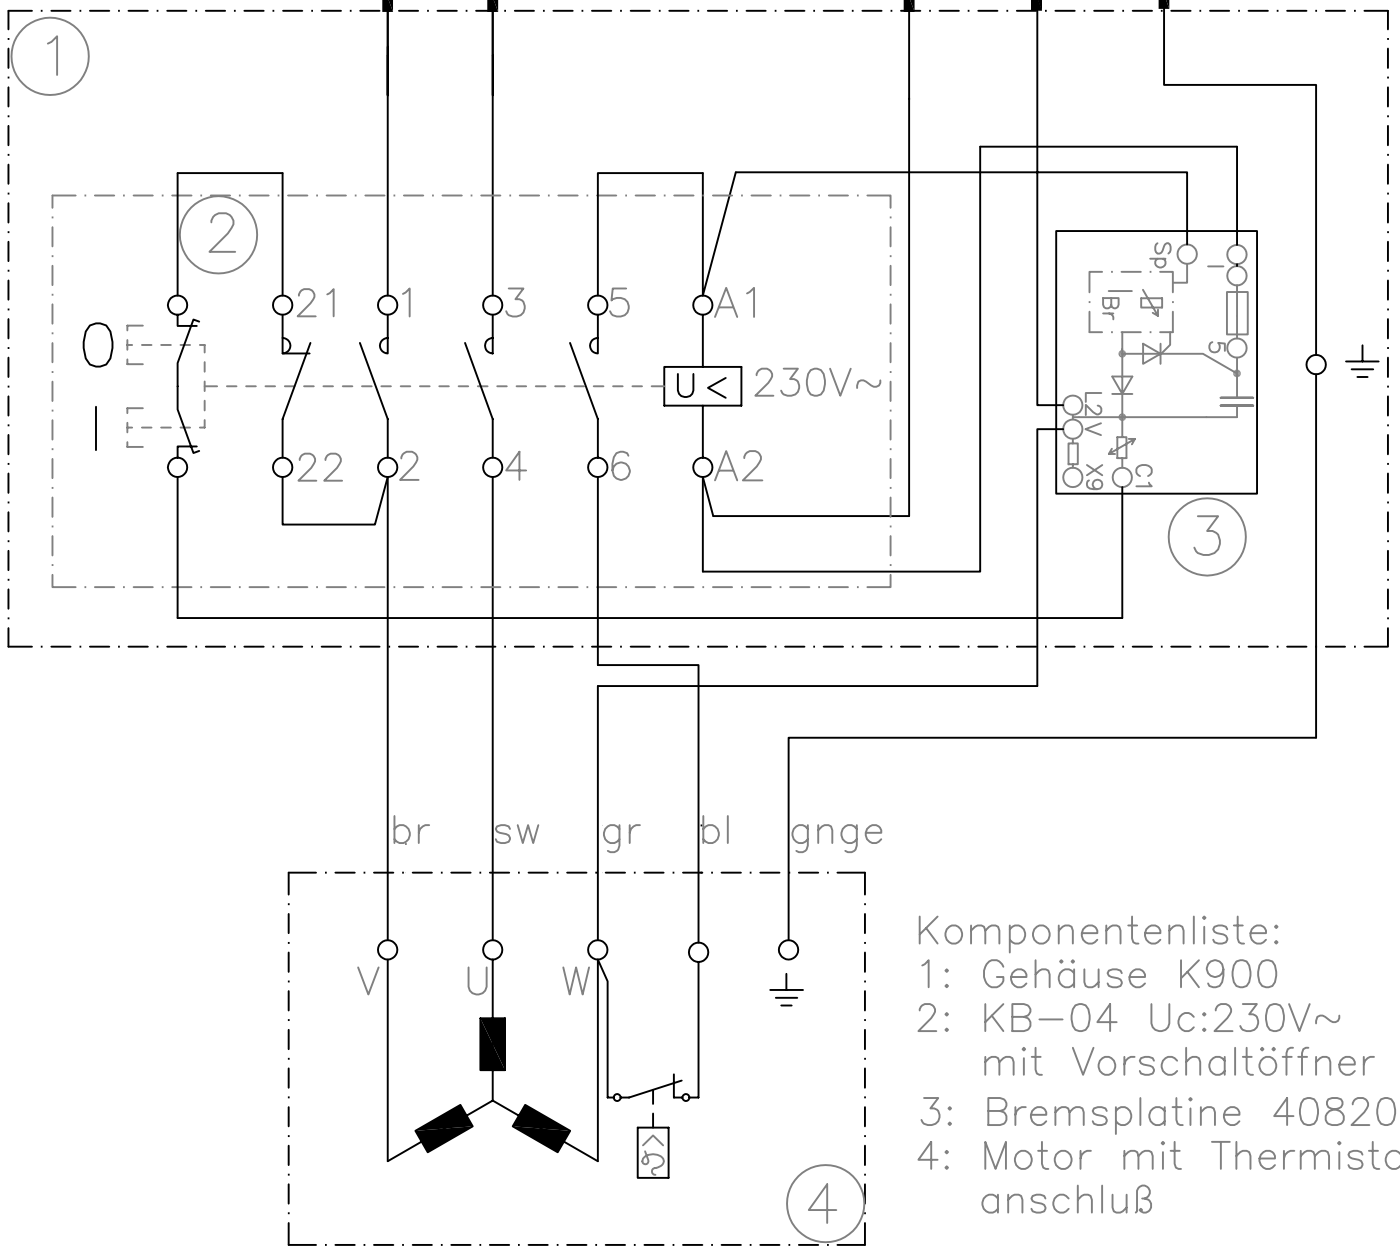 1
2
21 1 3 5 A1
0
U< 230V~
I
22 2 4 6 A2
Sp I
Br
5
L2
V
X9 C1
3
br sw gr bl gnge
V U W
4
Komponentenliste:
1: Gehäuse K900
2: KB-04 Uc:230V~
mit Vorschaltöffner
3: Bremsplatine 40820
4: Motor mit
anschluß